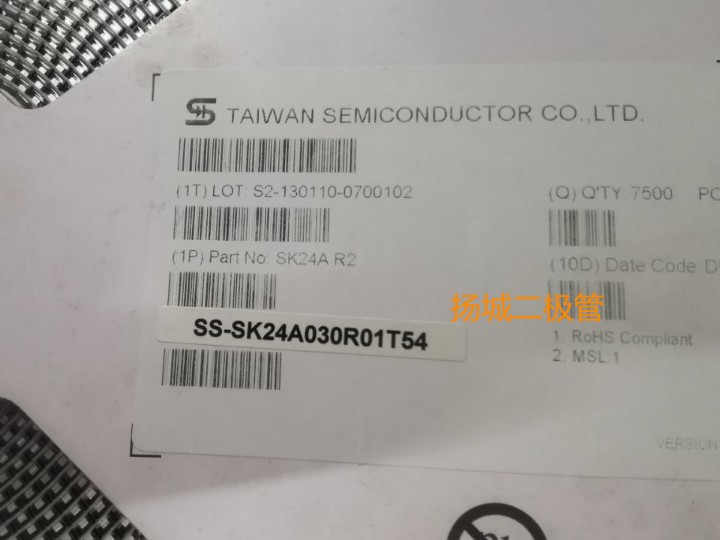 TAIWAN SEMICONDUCTOR CO.,LTD.
(1T) LOT: S2-130110-0700102
(Q) Q'TY 7500 PC
(1P) Part No: SK24A R2
(10D) Date Code
扬城二极管
SS-SK24A030R01T54
1. RoHS Compliant
2. MSL:1
VERSION